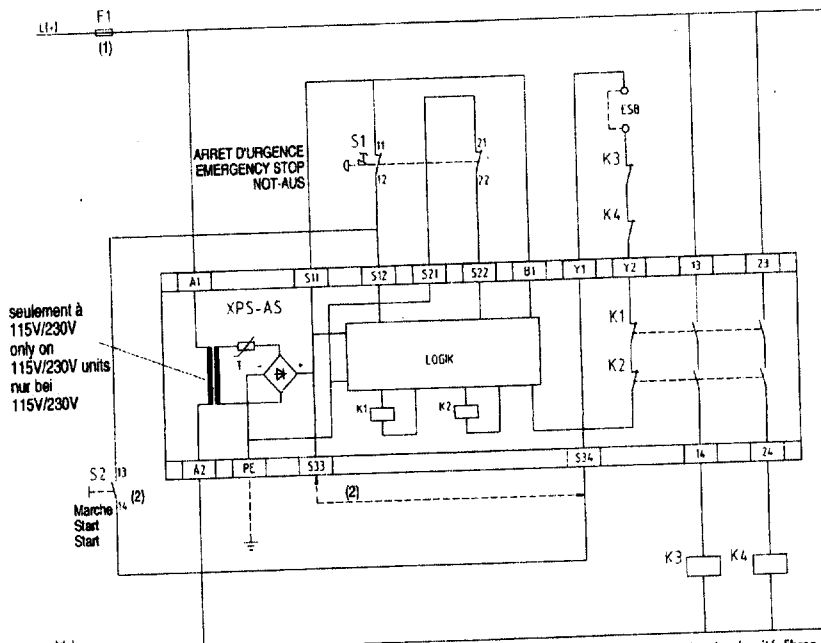 L(+)
F1
(1)
ESB
S1
11
21
ARRET D'URGENCE
EMERGENCY STOP
NOT-AUS
12
22
K3
K4
A1
S11
S12
S21
S22
B1
Y1
Y2
13
23
XPS-AS
seulement à
115V/230V
only on
115V/230V units
nur bei
115V/230V
T
-
+
LOGIK
K1
K2
K1
K2
A2
PE
S33
S34
14
24
S2
13
14
(2)
(2)
Marche
Start
Start
K3
K4